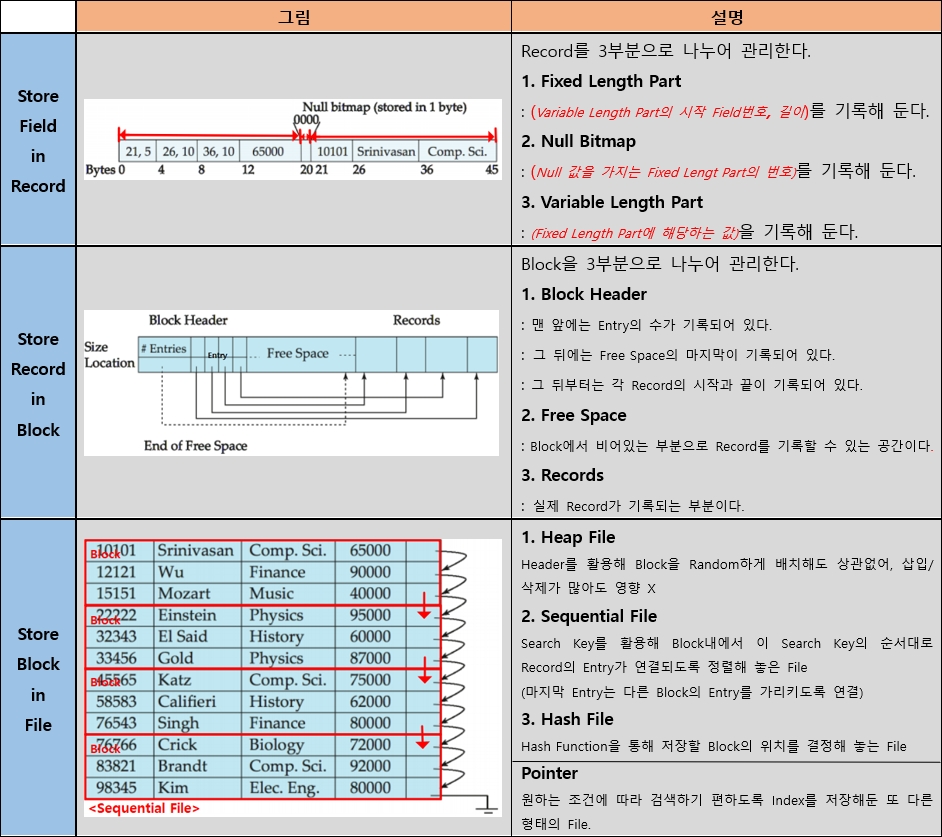 그림
설명
Store
Field
in
Record
Null bitmap (stored in 1 byte)
0000
21, 5 26, 10 36, 10 65000 10101 Srinivasan Comp. Sci.
Bytes 0 4 8 12 20 21 26 36 45
Record를 3부분으로 나누어 관리한다.
1. Fixed Length Part
: (Variable Length Part의 시작 Field번호, 길이)를 기록해 둔다.
2. Null Bitmap
: (Null 값을 가지는 Fixed Lengt Part의 번호)를 기록해 둔다.
3. Variable Length Part
: (Fixed Length Part에 해당하는 값)을 기록해 둔다.
Store
Record
in
Block
Block Header Records
Size
Location
# Entries Entry Free Space
End of Free Space
Block을 3부분으로 나누어 관리한다.
1. Block Header
: 맨 앞에는 Entry의 수가 기록되어 있다.
: 그 뒤에는 Free Space의 마지막이 기록되어 있다.
: 그 뒤부터는 각 Record의 시작과 끝이 기록되어 있다.
2. Free Space
: Block에서 비어있는 부분으로 Record를 기록할 수 있는 공간이다.
3. Records
: 실제 Record가 기록되는 부분이다.
Store
Block
in
File
Block
10101 Srinivasan Comp. Sci. 65000
12121 Wu Finance 90000
15151 Mozart Music 40000
Block
22222 Einstein Physics 95000
32343 El Said History 60000
33456 Gold Physics 87000
Block
45565 Katz Comp. Sci. 75000
58583 Califieri History 62000
76543 Singh Finance 80000
Block
76766 Crick Biology 72000
83821 Brandt Comp. Sci. 92000
98345 Kim Elec. Eng. 80000
<Sequential File>
1. Heap File
Header를 활용해 Block을 Random하게 배치해도 상관없어, 삽입/
삭제가 많아도 영향 X
2. Sequential File
Search Key를 활용해 Block내에서 이 Search Key의 순서대로
Record의 Entry가 연결되도록 정렬해 놓은 File
(마지막 Entry는 다른 Block의 Entry를 가리키도록 연결)
3. Hash File
Hash Function을 통해 저장할 Block의 위치를 결정해 놓는 File
Pointer
원하는 조건에 따라 검색하기 편하도록 Index를 저장해둔 또 다른
형태의 File.